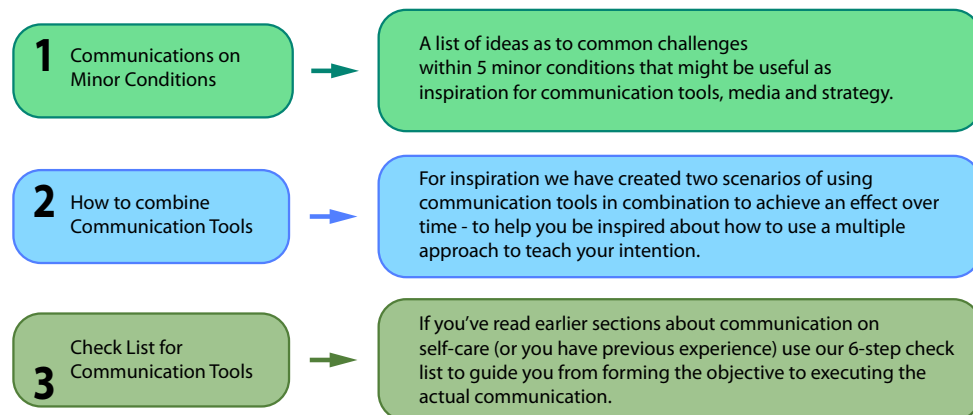 1 Communications on
Minor Conditions
A list of ideas as to common challenges
within 5 minor conditions that might be useful as
inspiration for communication tools, media and strategy.
2 How to combine
Communication Tools
For inspiration we have created two scenarios of using
communication tools in combination to achieve an effect over
time - to help you be inspired about how to use a multiple
approach to teach your intention.
Check List for
3 Communication Tools
If you've read earlier sections about communication on
self-care (or you have previous experience) use our 6-step check
list to guide you from forming the objective to executing the
actual communication.